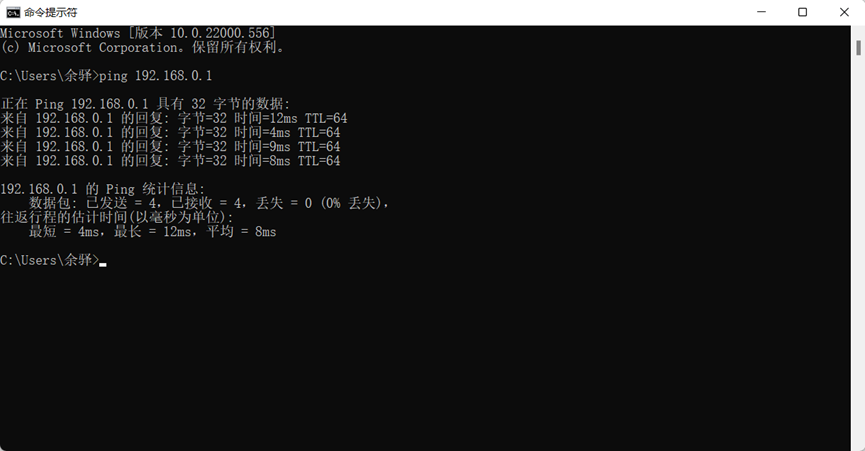 命令提示符
Microsoft Windows [版本 10.0.22000.556]
(c) Microsoft Corporation。保留所有权利。
C:\Users\余驿>ping 192.168.0.1
正在 Ping 192.168.0.1 具有 32 字节的数据:
来自 192.168.0.1 的回复: 字节=32 时间=12ms TTL=64
来自 192.168.0.1 的回复: 字节=32 时间=4ms TTL=64
来自 192.168.0.1 的回复: 字节=32 时间=9ms TTL=64
来自 192.168.0.1 的回复: 字节=32 时间=8ms TTL=64
192.168.0.1 的 Ping 统计信息:
数据包: 已发送 = 4，已接收 = 4，丢失 = 0 (0% 丢失)，
往返行程的估计时间(以毫秒为单位):
最短 = 4ms，最长 = 12ms，平均 = 8ms
C:\Users\余驿>